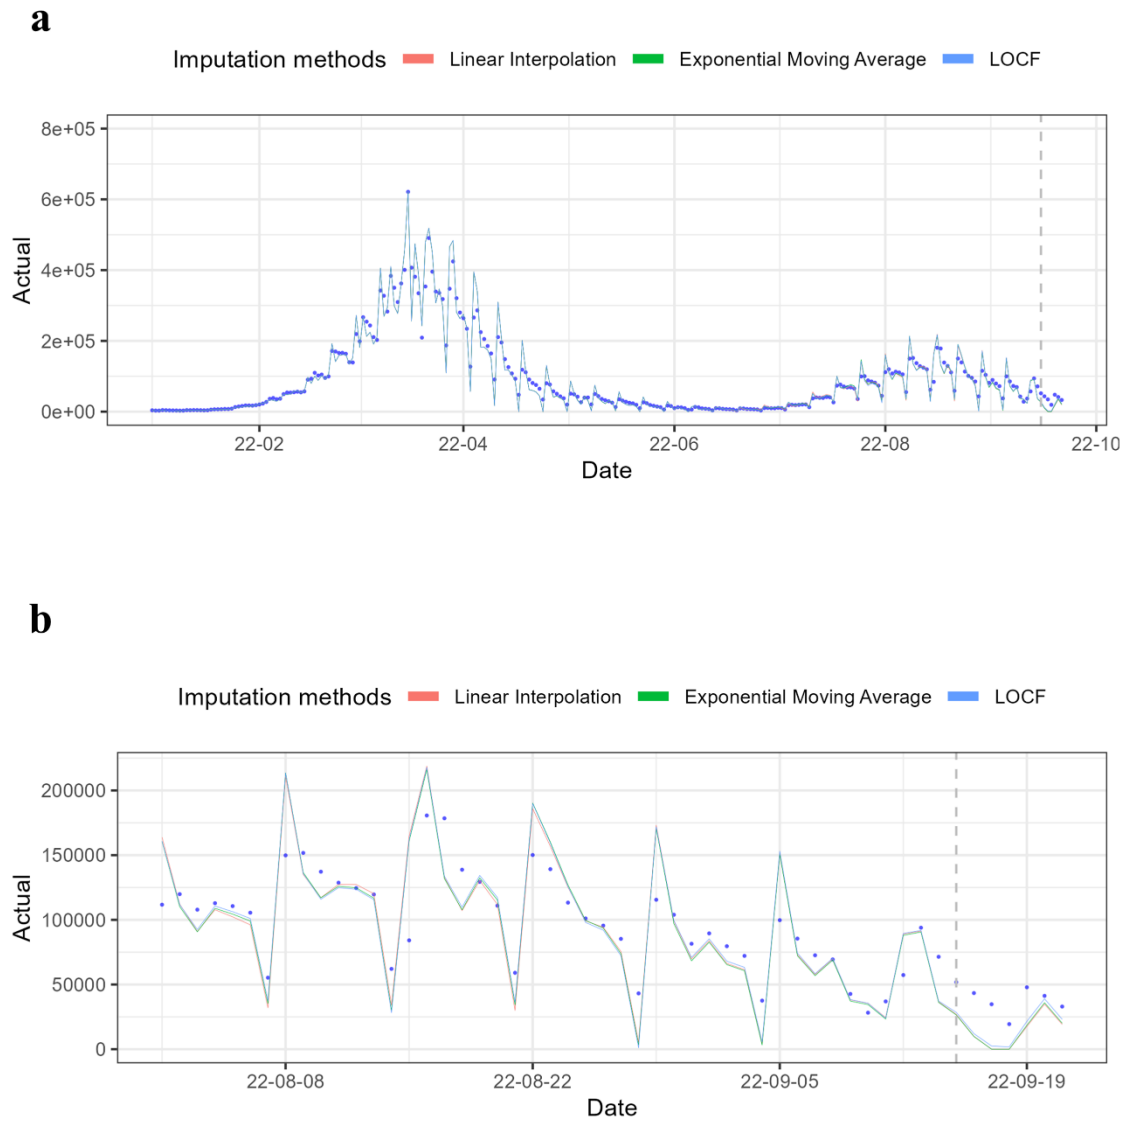 a
Imputation methods Linear Interpolation Exponential Moving Average LOCF
8e+05
6e+05
4e+05
2e+05
0e+00
Actual
22-02 22-04 22-06 22-08 22-10
Date
b
Imputation methods Linear Interpolation Exponential Moving Average LOCF
200000
150000
100000
50000
0
Actual
22-08-08 22-08-22 22-09-05 22-09-19
Date